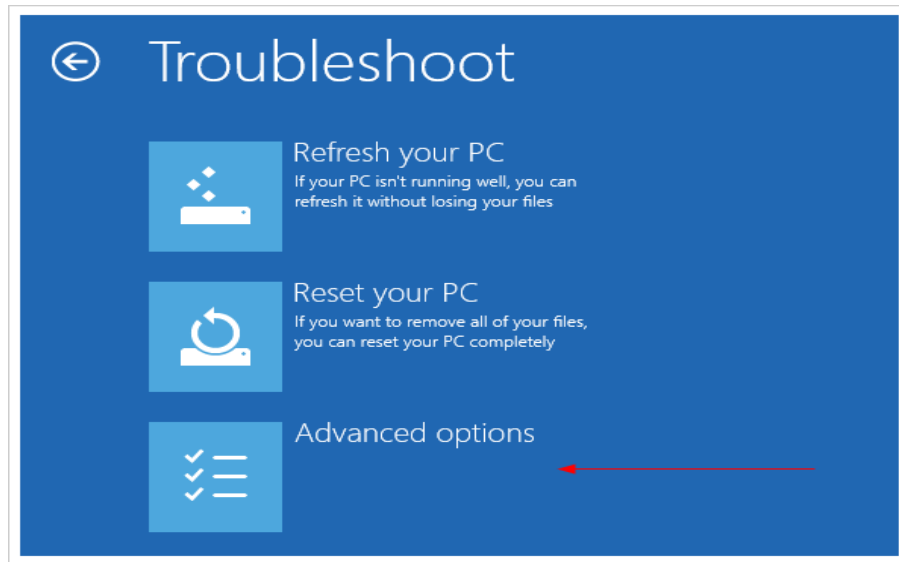 Troubleshoot
Refresh your PC
If your PC isn't running well, you can
refresh it without losing your files
Reset your PC
If you want to remove all of your files,
you can reset your PC completely
Advanced options